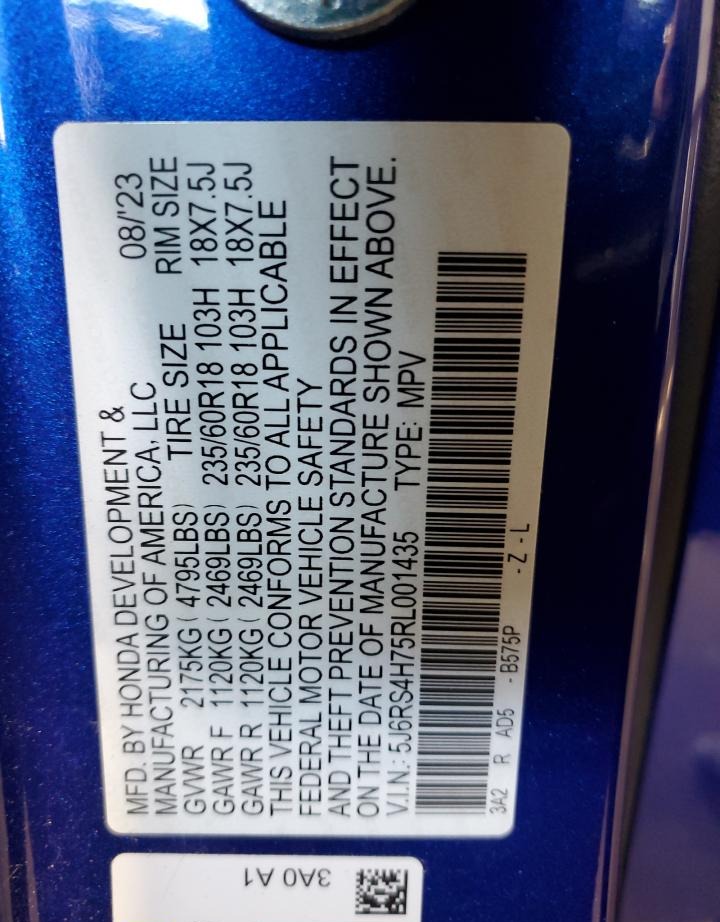 MFD. BY HONDA DEVELOPMENT & 08/'23
MANUFACTURING OF AMERICA, LLC
TIRE SIZE RIM SIZE
GVWR 2175KG ( 4795LBS)
GAWR F 1120KG ( 2469LBS) 235/60R18 103H 18X7.5J
GAWR R 1120KG ( 2469LBS) 235/60R18 103H 18X7.5J
THIS VEHICLE CONFORMS TO ALL APPLICABLE
FEDERAL MOTOR VEHICLE SAFETY
AND THEFT PREVENTION STANDARDS IN EFFECT
ON THE DATE OF MANUFACTURE SHOWN ABOVE.
V.I.N.: 5J6RS4H75RL001435 TYPE: MPV
3A2 R AD5 - B575P - Z - L
3A0 A1